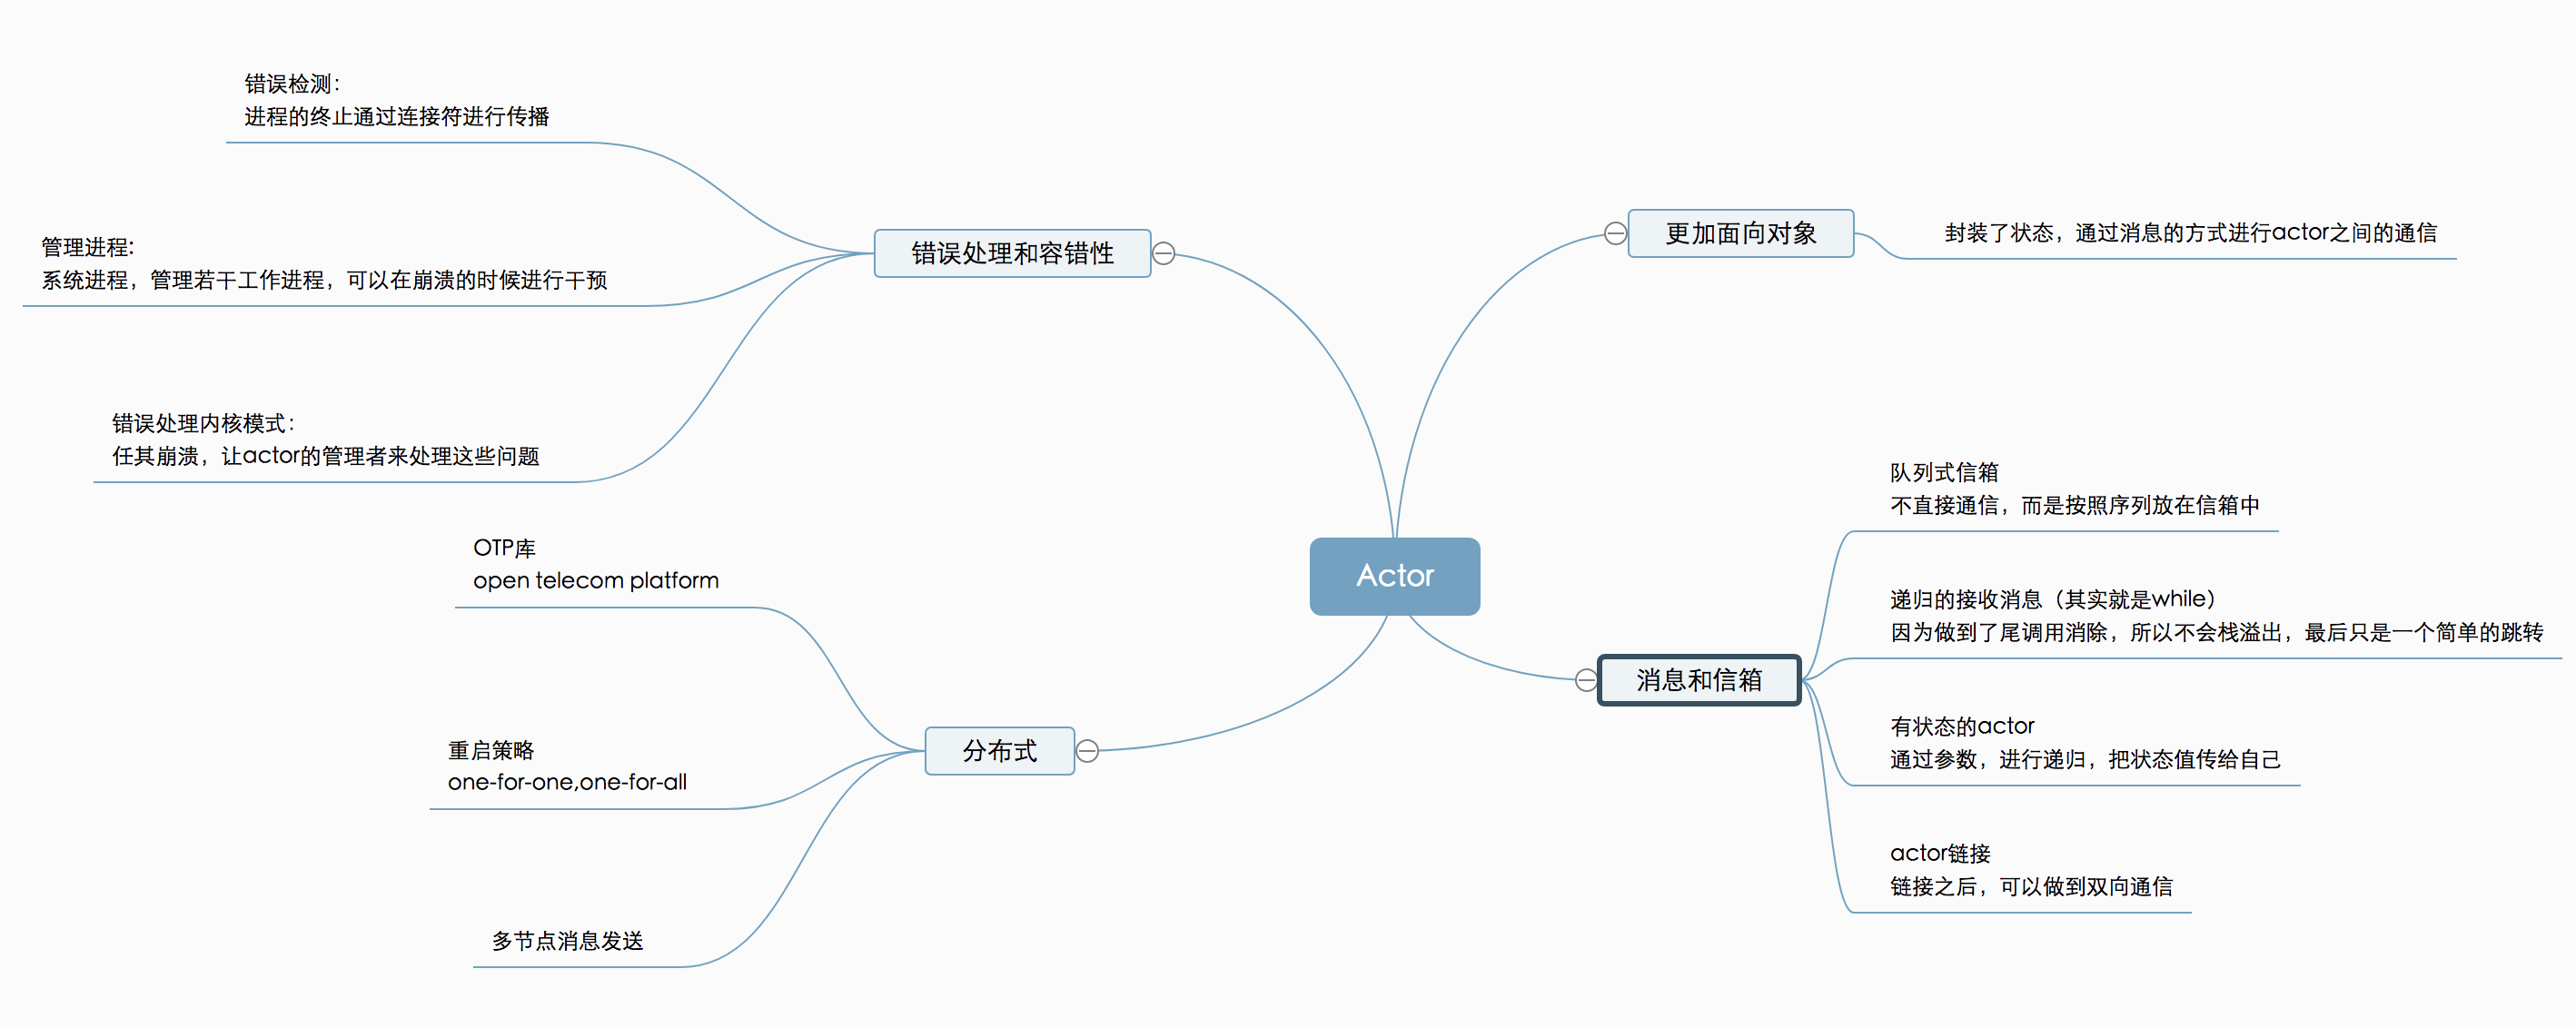 Actor
更加面向对象
封装了状态，通过消息的方式进行actor之间的通信
消息和信箱
队列式信箱
不直接通信，而是按照序列放在信箱中
递归的接收消息（其实就是while）
因为做到了尾调用消除，所以不会栈溢出，最后只是一个简单的跳转
有状态的actor
通过参数，进行递归，把状态值传给自己
actor链接
链接之后，可以做到双向通信
错误处理和容错性
错误检测：
进程的终止通过连接符进行传播
管理进程:
系统进程，管理若干工作进程，可以在崩溃的时候进行干预
错误处理内核模式：
任其崩溃，让actor的管理者来处理这些问题
分布式
OTP库
open telecom platform
重启策略
one-for-one,one-for-all
多节点消息发送